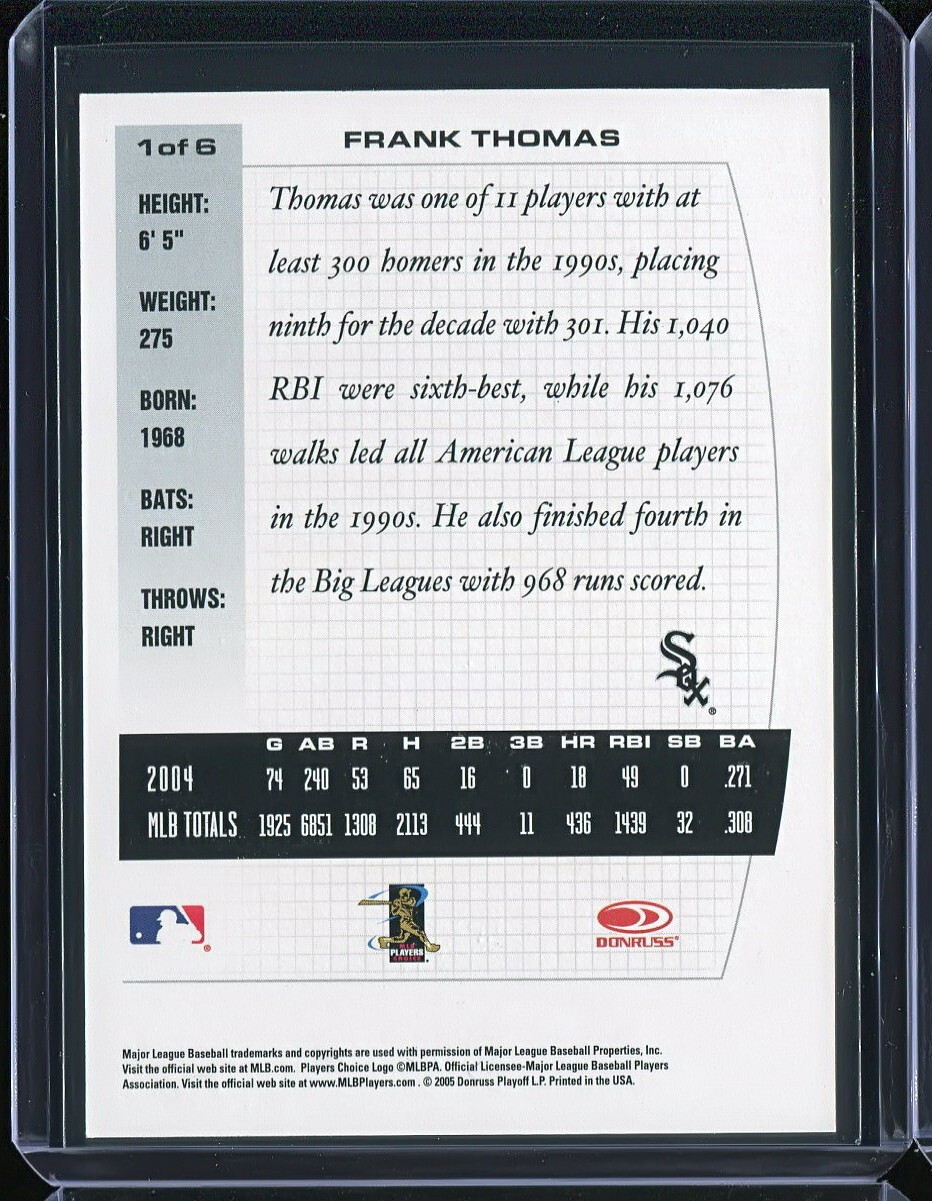 1 of 6
FRANK THOMAS
HEIGHT:
6' 5"
WEIGHT:
275
BORN:
1968
BATS:
RIGHT
THROWS:
RIGHT
Thomas was one of 11 players with at
least 300 homers in the 1990s, placing
ninth for the decade with 301. His 1,040
RBI were sixth-best, while his 1,076
walks led all American League players
in the 1990s. He also finished fourth in
the Big Leagues with 968 runs scored.
Sox®
G AB R H 2B 3B HR RBI SB BA
2004 74 240 53 65 16 0 18 49 0 .271
MLB TOTALS 1925 6851 1308 2113 444 11 436 1439 32 .308
MLB
PLAYERS
CHOICE
DONRUSS®
Major League Baseball trademarks and copyrights are used with permission of Major League Baseball Properties, Inc.
Visit the official web site at MLB.com. Players Choice Logo ©MLBPA. Official Licensee-Major League Baseball Players
Association. Visit the official web site at www.MLBPlayers.com . © 2005 Donruss Playoff L.P. Printed in the USA.